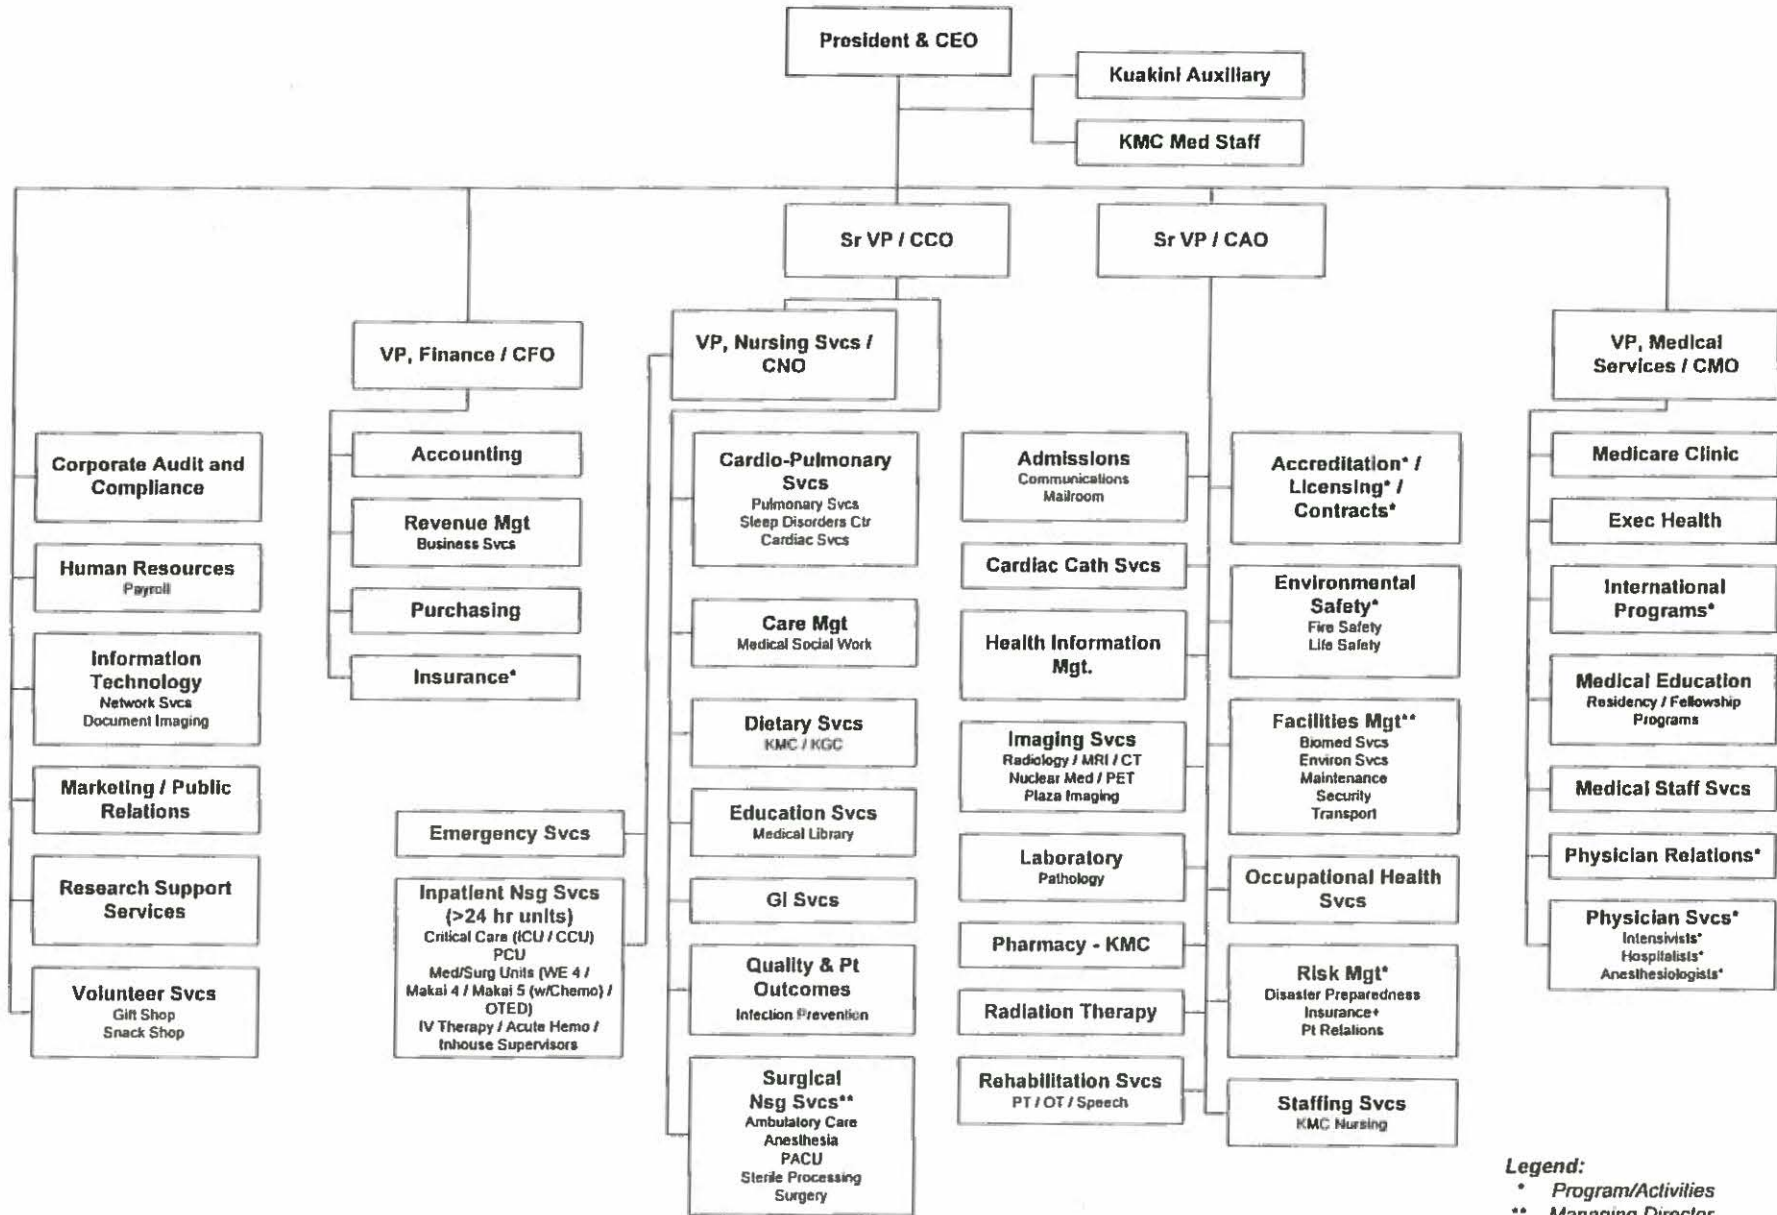 President & CEO
Kuakini Auxiliary
KMC Med Staff
Sr VP / CCO
Sr VP / CAO
VP, Finance / CFO
VP, Nursing Svcs /
CNO
VP, Medical
Services / CMO
Corporate Audit and
Compliance
Human Resources
Payroll
Information
Technology
Network Svcs
Document Imaging
Marketing / Public
Relations
Research Support
Services
Volunteer Svcs
Gift Shop
Snack Shop
Accounting
Revenue Mgt
Business Svcs
Purchasing
Insurance*
Emergency Svcs
Inpatient Nsg Svcs
(>24 hr units)
Critical Care (ICU / CCU)
PCU
Med/Surg Units (WE 4 /
Makai 4 / Makai 5 (w/Chemo) /
OTED)
IV Therapy / Acute Hemo /
Inhouse Supervisors
Cardio-Pulmonary
Svcs
Pulmonary Svcs
Sleep Disorders Ctr
Cardiac Svcs
Care Mgt
Medical Social Work
Dietary Svcs
KMC / KGC
Education Svcs
Medical Library
GI Svcs
Quality & Pt
Outcomes
Infection Prevention
Surgical
Nsg Svcs**
Ambulatory Care
Anesthesia
PACU
Sterile Processing
Surgery
Admissions
Communications
Mailroom
Cardiac Cath Svcs
Health Information
Mgt.
Imaging Svcs
Radiology / MRI / CT
Nuclear Med / PET
Plaza Imaging
Laboratory
Pathology
Pharmacy - KMC
Radiation Therapy
Rehabilitation Svcs
PT / OT / Speech
Accreditation* /
Licensing* /
Contracts*
Environmental
Safety*
Fire Safety
Life Safety
Facilities Mgt**
Biomed Svcs
Environ Svcs
Maintenance
Security
Transport
Occupational Health
Svcs
Risk Mgt*
Disaster Preparedness
Insurance+
Pt Relations
Staffing Svcs
KMC Nursing
Medicare Clinic
Exec Health
International
Programs*
Medical Education
Residency / Fellowship
Programs
Medical Staff Svcs
Physician Relations*
Physician Svcs*
Intensivists*
Hospitalists*
Anesthesiologists*
Legend:
* Program/Activities
** Managing Director